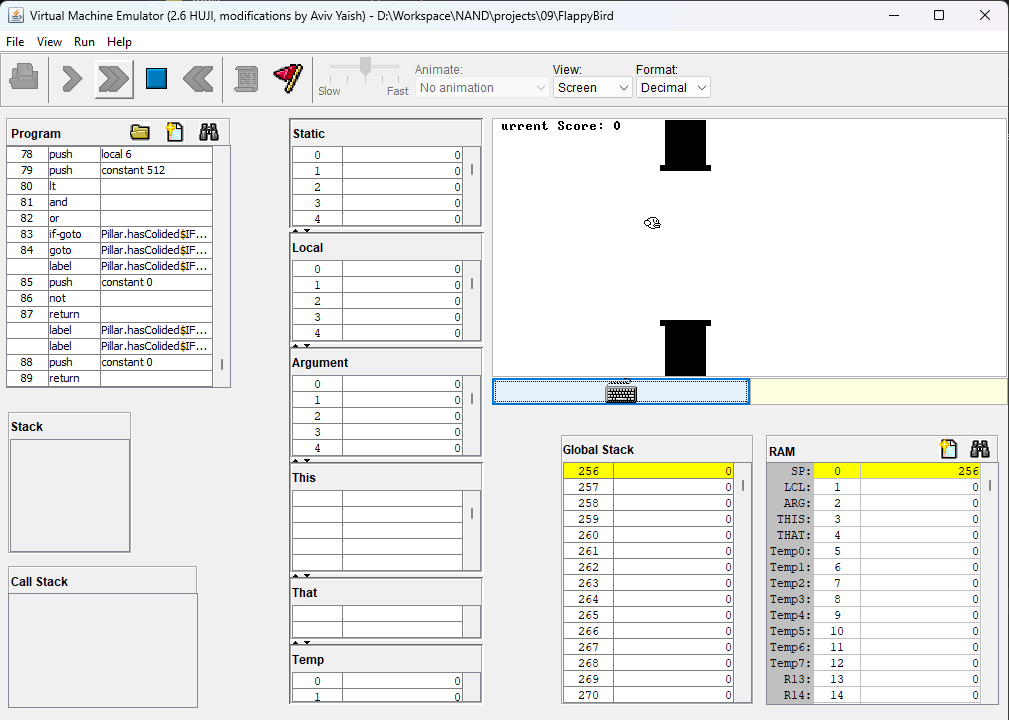 Virtual Machine Emulator (2.6 HUJI, modifications by Aviv Yaish) - D:\Workspace\NAND\projects\09\FlappyBird
File View Run Help
Slow Fast
Animate:
No animation
View:
Screen
Format:
Decimal
Program
78 push local 6
79 push constant 512
80 lt
81 and
82 or
83 if-goto Pillar.hasColided$IF...
84 goto Pillar.hasColided$IF...
label Pillar.hasColided$IF...
85 push constant 0
86 not
87 return
label Pillar.hasColided$IF...
label Pillar.hasColided$IF...
88 push constant 0
89 return
Stack
Call Stack
Static
0 0
1 0
2 0
3 0
4 0
Local
0 0
1 0
2 0
3 0
4 0
Argument
0 0
1 0
2 0
3 0
4 0
This
That
Temp
0 0
1 0
urrent Score: 0
Global Stack
256 0
257 0
258 0
259 0
260 0
261 0
262 0
263 0
264 0
265 0
266 0
267 0
268 0
269 0
270 0
RAM
SP: 0 256
LCL: 1 0
ARG: 2 0
THIS: 3 0
THAT: 4 0
Temp0: 5 0
Temp1: 6 0
Temp2: 7 0
Temp3: 8 0
Temp4: 9 0
Temp5: 10 0
Temp6: 11 0
Temp7: 12 0
R13: 13 0
R14: 14 0